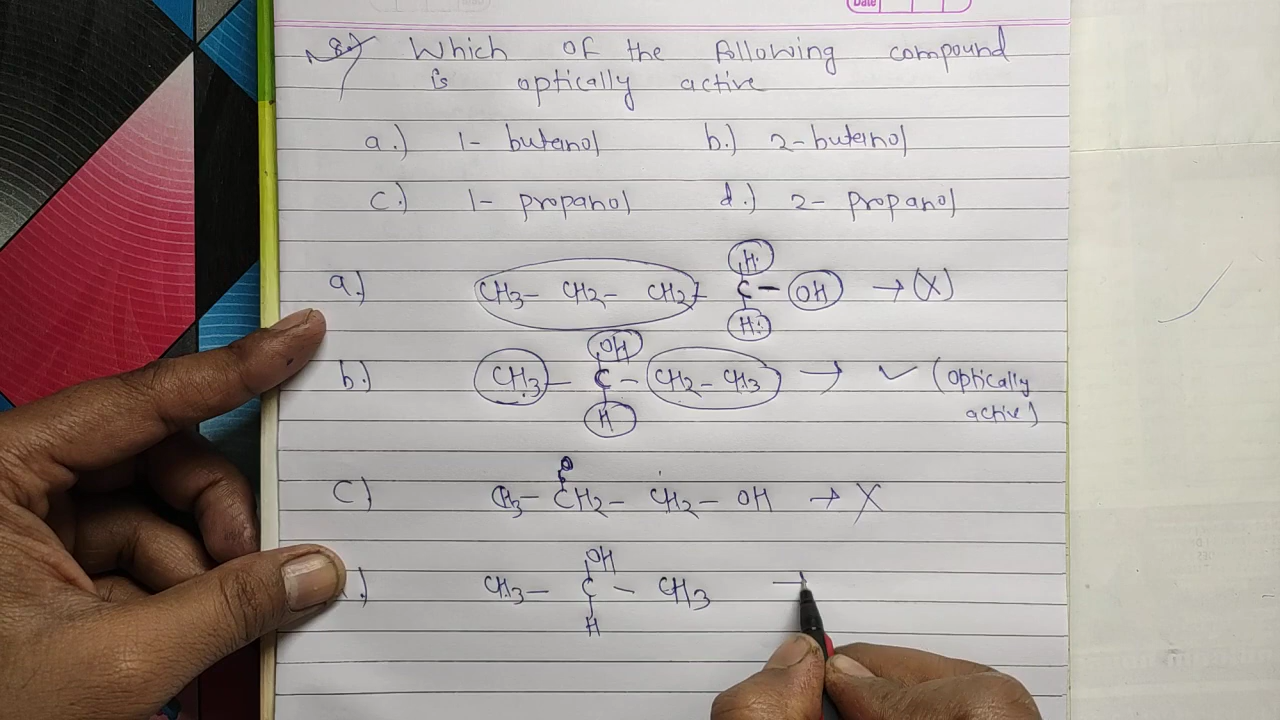 Date
8) Which of the following compound
is optically active
a.) 1- butanol b.) 2-butanol
c.) 1- propanol d.) 2- propanol
H
a.) CH3- CH2- CH2- C- OH → (X)
H
OH
b.) CH3- C- CH2- CH3 → ✓ (optically
H active)
c) CH3- CH2- CH2- OH → X
OH
.) CH3- C- CH3
H